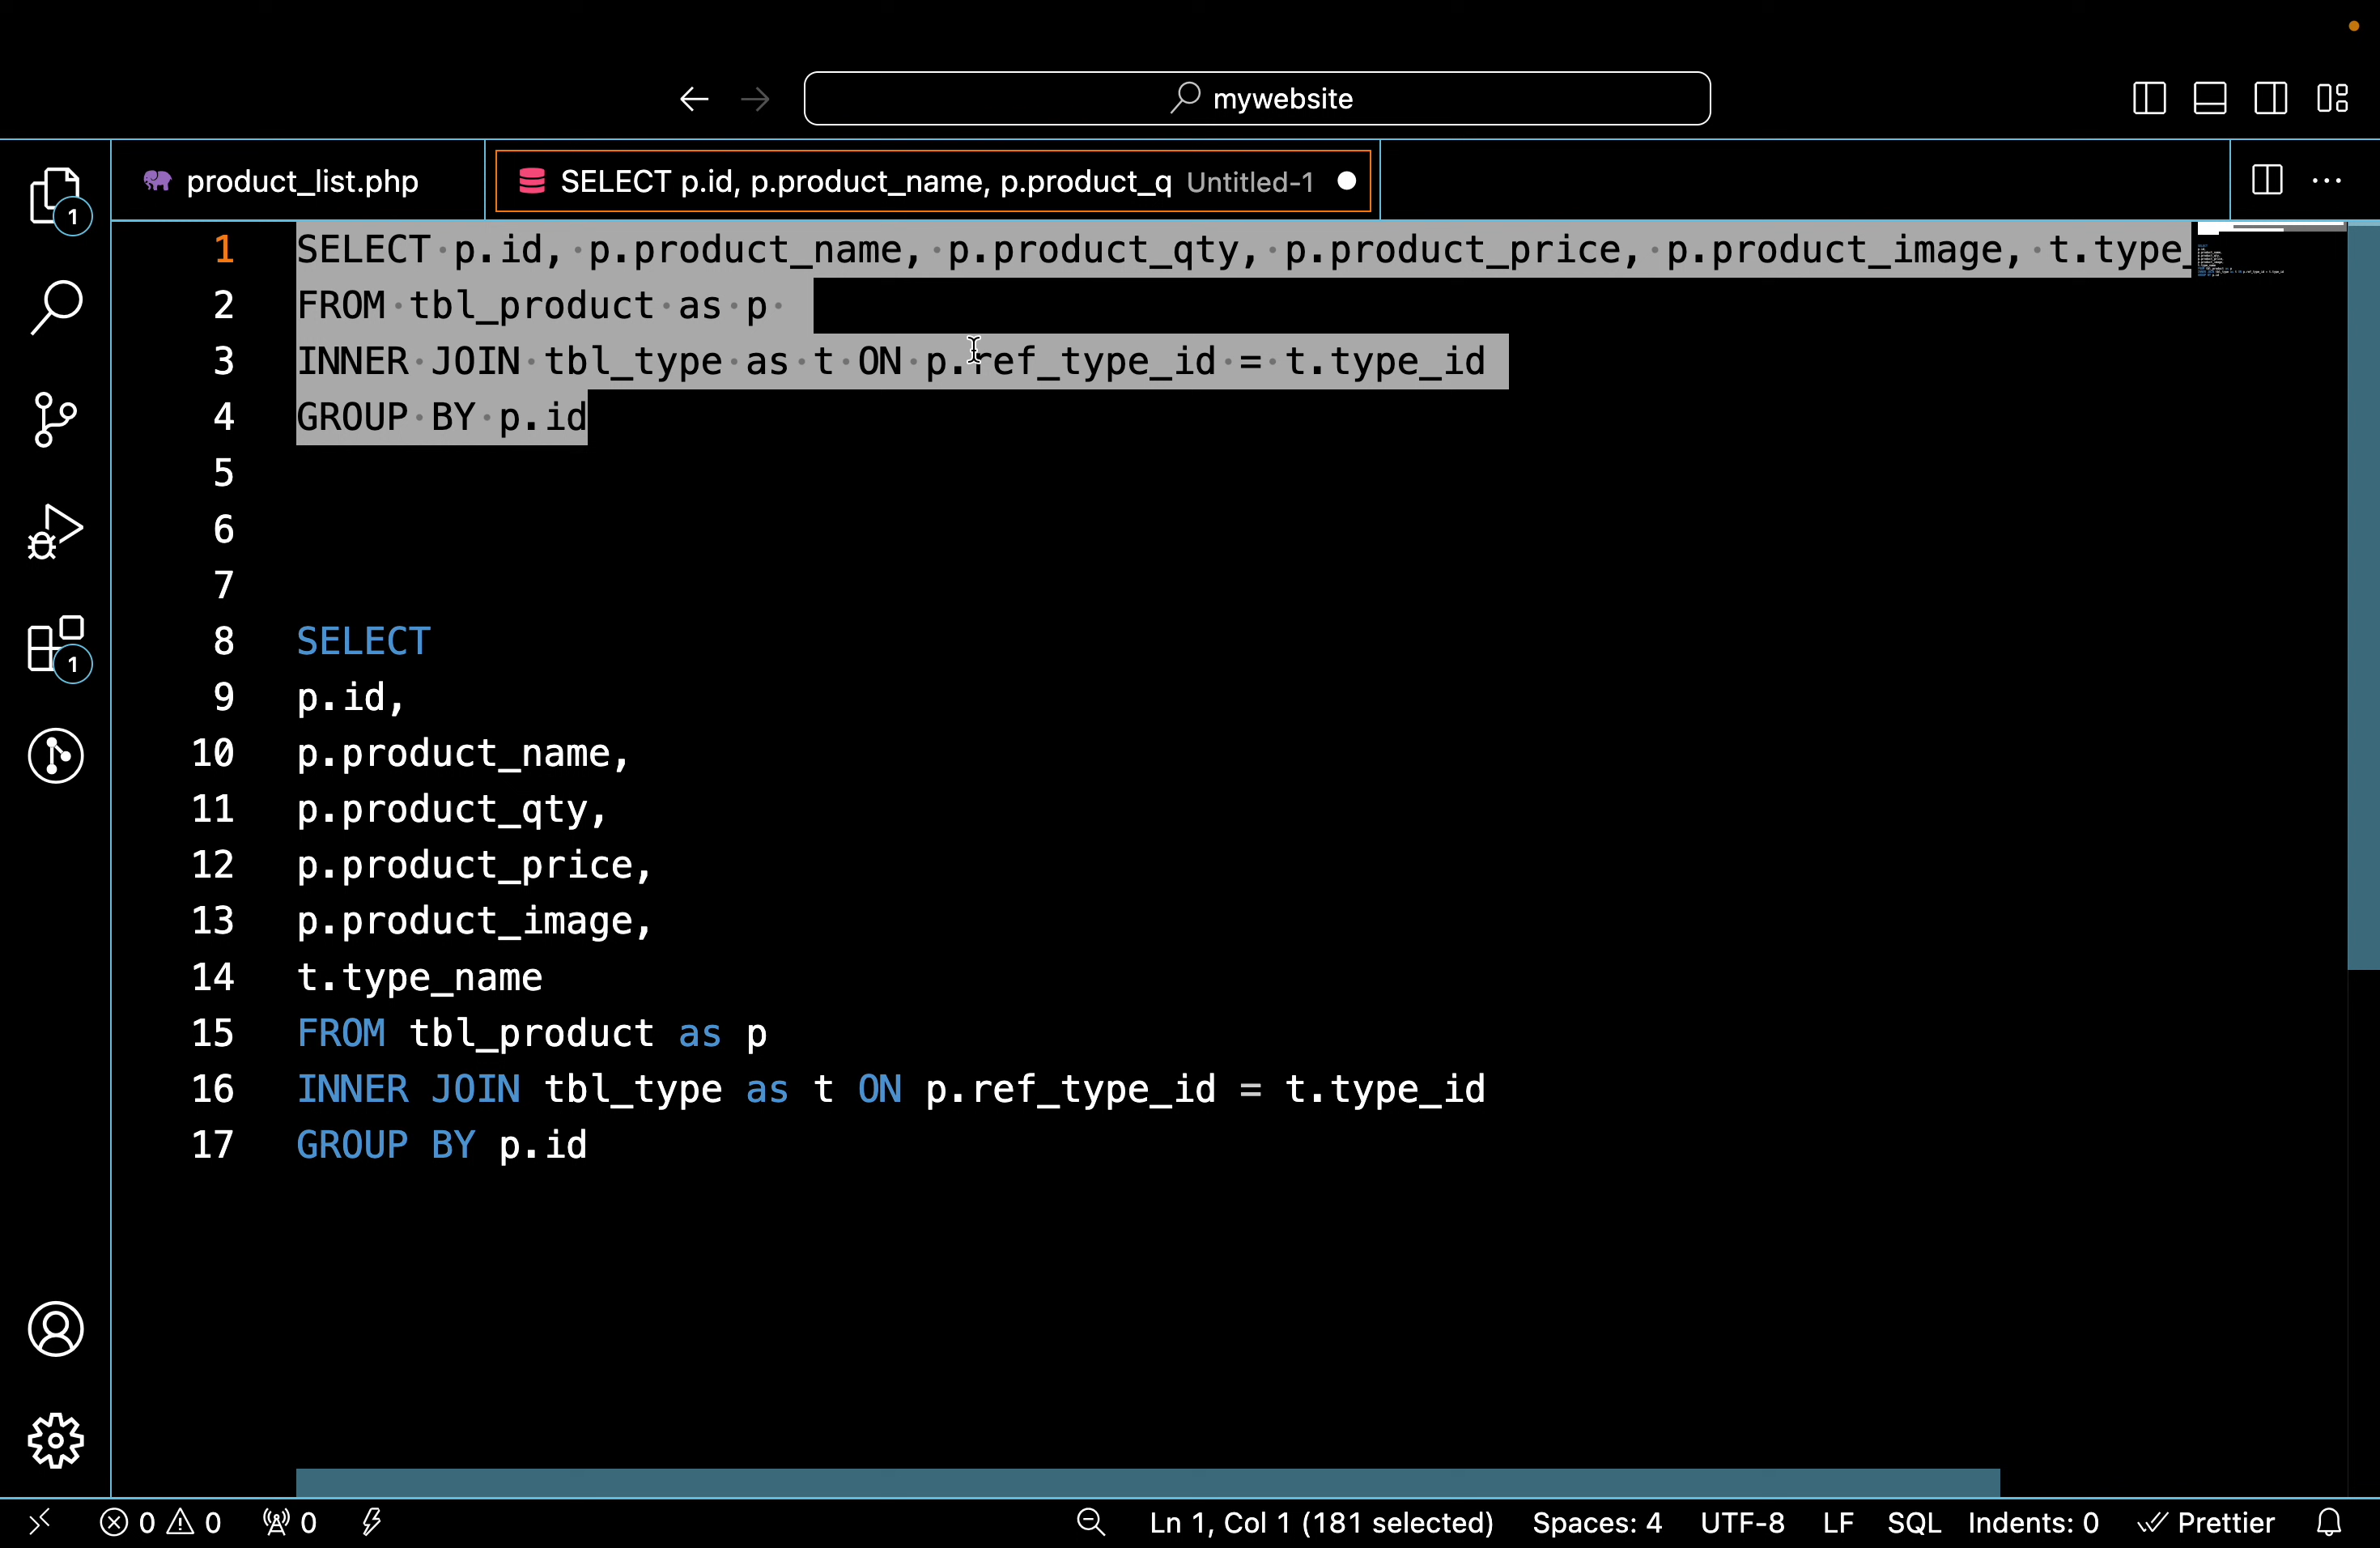 mywebsite
product_list.php
SELECT p.id, p.product_name, p.product_q Untitled-1
1 SELECT p.id, p.product_name, p.product_qty, p.product_price, p.product_image, t.type_
2 FROM tbl_product as p
3 INNER JOIN tbl_type as t ON p.ref_type_id = t.type_id
4 GROUP BY p.id
5
6
7
8 SELECT
9 p.id,
10 p.product_name,
11 p.product_qty,
12 p.product_price,
13 p.product_image,
14 t.type_name
15 FROM tbl_product as p
16 INNER JOIN tbl_type as t ON p.ref_type_id = t.type_id
17 GROUP BY p.id
1
1
0 0 0 Ln 1, Col 1 (181 selected) Spaces: 4 UTF-8 LF SQL Indents: 0 Prettier